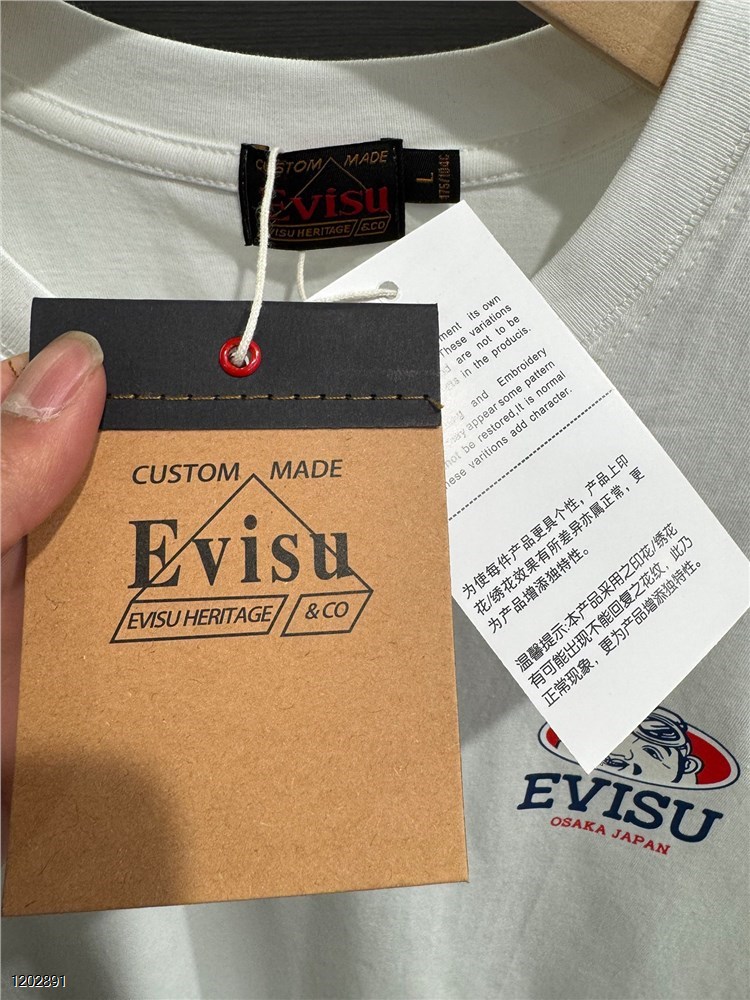 CUSTOM MADE
Evisu
EVISU HERITAGE &CO
L
175/104C
its own
These variations
are not to be
in the producis.
and Embroidery
may appear some pattern
not be restored,It is normal
these varitions add character.
为使每件产品更具个性，产品上印
花/绣花效果有所差异亦属正常，更
为产品增添独特性。
温馨提示:本产品采用之印花/绣花
有可能出现不能回复之花纹，此乃
正常现象，更为产品增添独特性。
CUSTOM MADE
Evisu
EVISU HERITAGE & CO
EVISU
OSAKA JAPAN
1202891